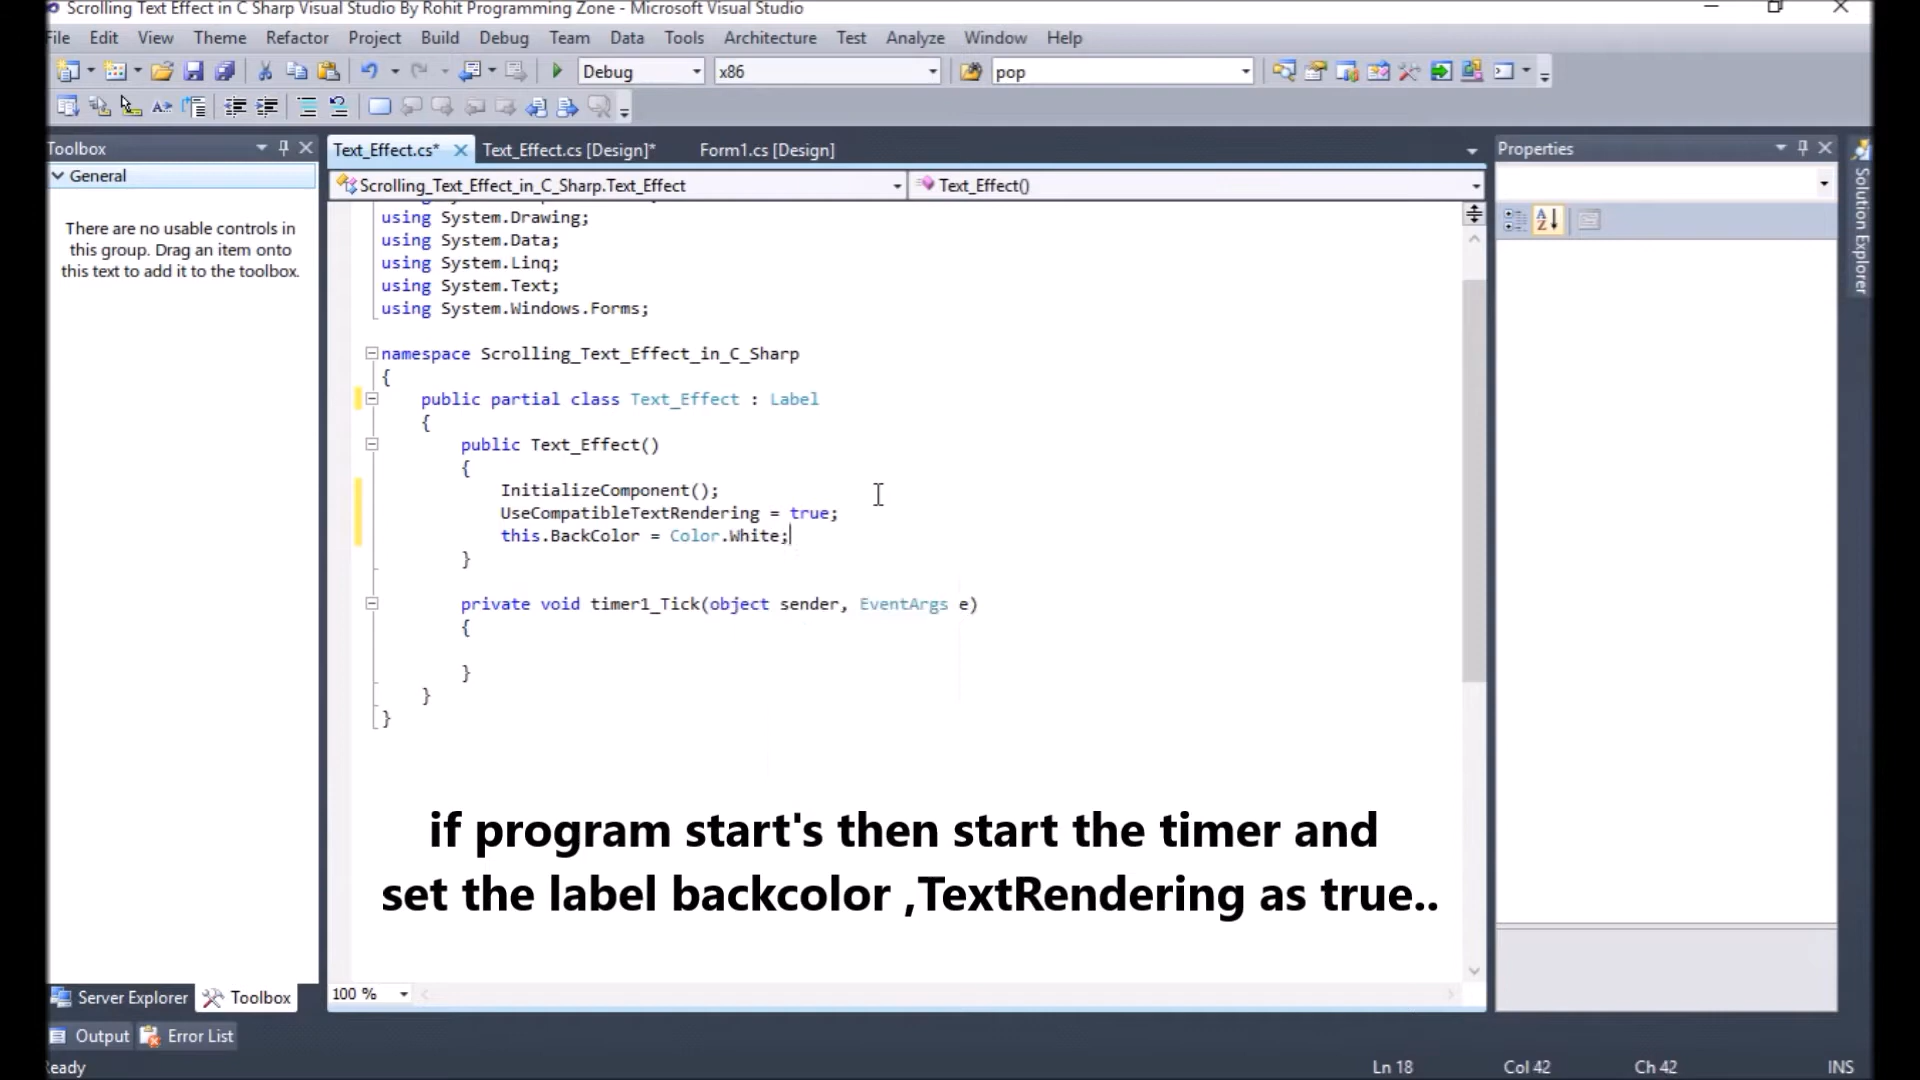 Scrolling Text Effect in C Sharp Visual Studio By Rohit Programming Zone - Microsoft Visual Studio
File Edit View Theme Refactor Project Build Debug Team Data Tools Architecture Test Analyze Window Help
Debug x86 pop
Toolbox
General
There are no usable controls in
this group. Drag an item onto
this text to add it to the toolbox.
Text_Effect.cs* Text_Effect.cs [Design]* Form1.cs [Design]
Scrolling_Text_Effect_in_C_Sharp.Text_Effect Text_Effect()
using System.Drawing;
using System.Data;
using System.Linq;
using System.Text;
using System.Windows.Forms;
namespace Scrolling_Text_Effect_in_C_Sharp
{
public partial class Text_Effect : Label
{
public Text_Effect()
{
InitializeComponent();
UseCompatibleTextRendering = true;
this.BackColor = Color.White;
}
private void timer1_Tick(object sender, EventArgs e)
{
}
}
}
if program start's then start the timer and
set the label backcolor ,TextRendering as true..
100 %
Properties
Solution Explorer
Server Explorer Toolbox
Output Error List
Ready Ln 18 Col 42 Ch 42 INS